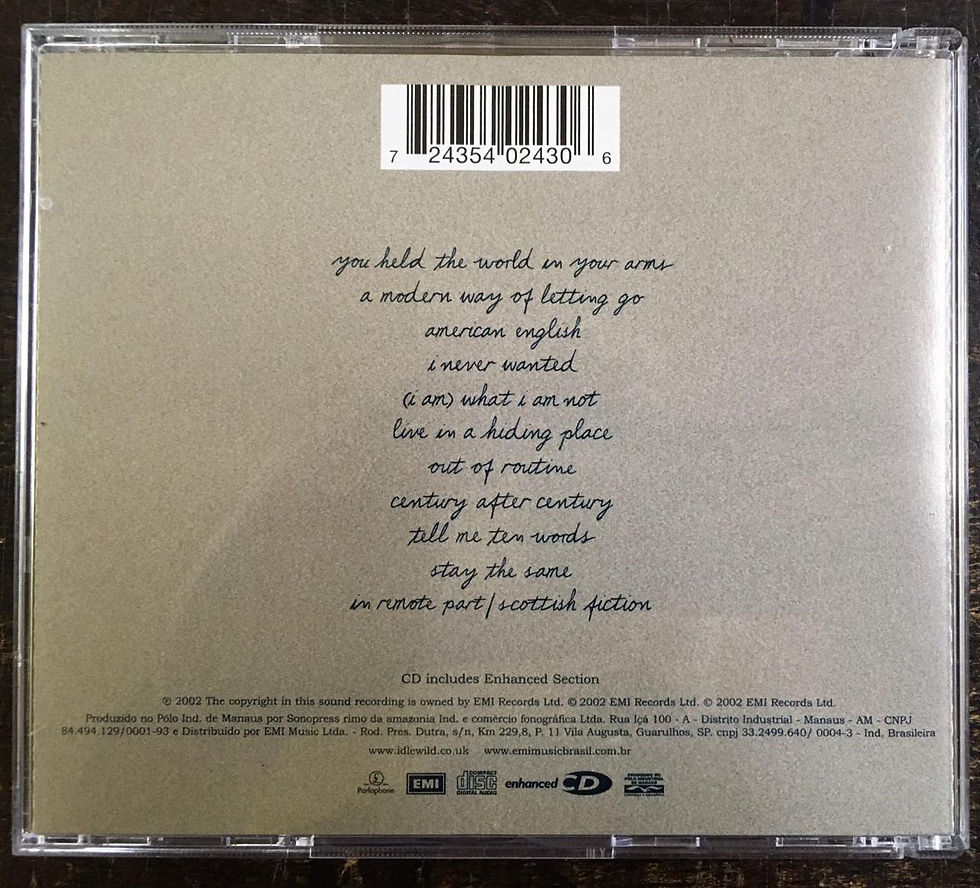 7 24354 02430 6
you held the world in your arms
a modern way of letting go
american english
i never wanted
(i am) what i am not
live in a hiding place
out of routine
century after century
tell me ten words
stay the same
in remote part/scottish fiction
CD includes Enhanced Section
℗ 2002 The copyright in this sound recording is owned by EMI Records Ltd. © 2002 EMI Records Ltd. © 2002 EMI Records Ltd.
Produzido no Pólo Ind. de Manaus por Sonopress rimo da amazonia Ind. e comércio fonográfica Ltda. Rua Içá 100 - A - Distrito Industrial - Manaus - AM - CNPJ
84.494.129/0001-93 e Distribuido por EMI Music Ltda. - Rod. Pres. Dutra, s/n, Km 229,8, P. 11 Vila Augusta, Guarulhos, SP. cnpj 33.2499.640/ 0004-3 - Ind. Brasileira
www.idlewild.co.uk www.emimusicbrasil.com.br
Parlophone EMI COMPACT disc DIGITAL AUDIO enhanced CD